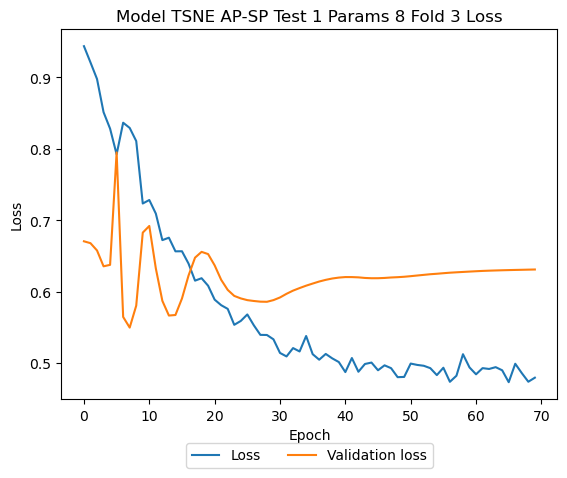 Model TSNE AP-SP Test 1 Params 8 Fold 3 Loss
Loss
0.9
0.8
0.7
0.6
0.5
0 10 20 30 40 50 60 70
Epoch
Loss Validation loss